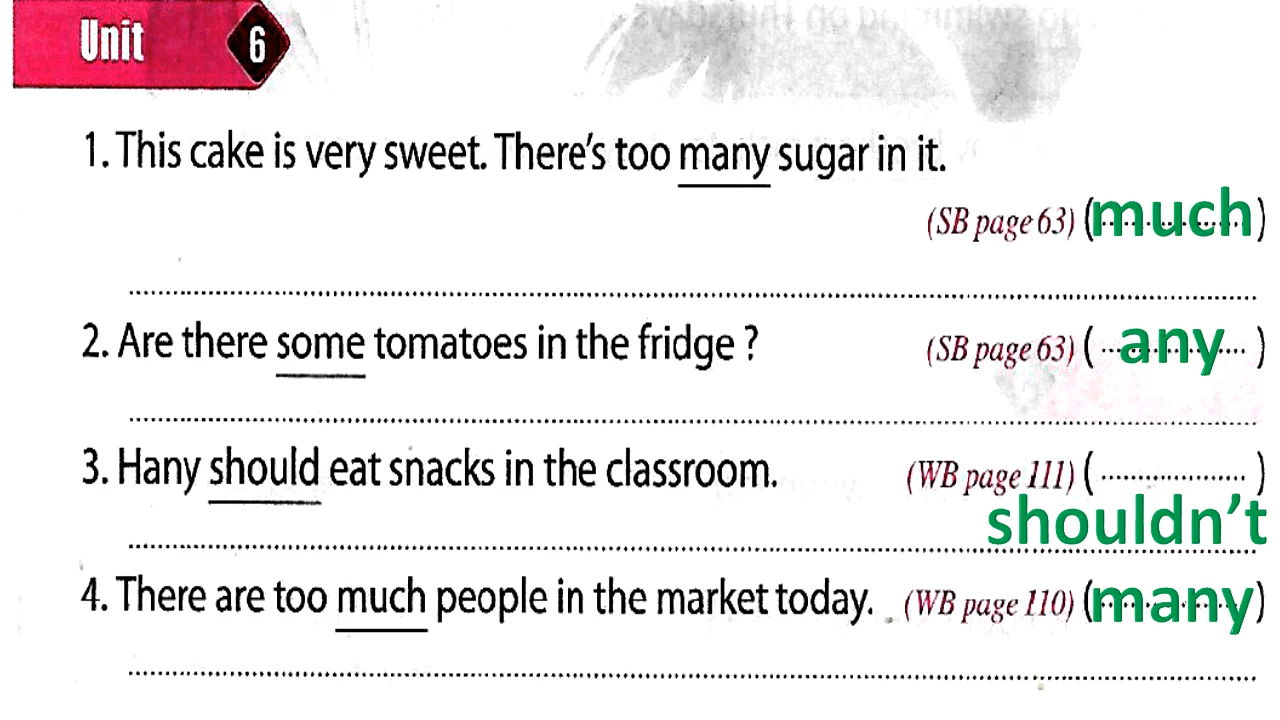 Unit 6
1. This cake is very sweet. There's too many sugar in it.
(SB page 63) (much)
2. Are there some tomatoes in the fridge ? (SB page 63) (any)
3. Hany should eat snacks in the classroom. (WB page 111) (....................)
shouldn't
4. There are too much people in the market today. (WB page 110) (many)